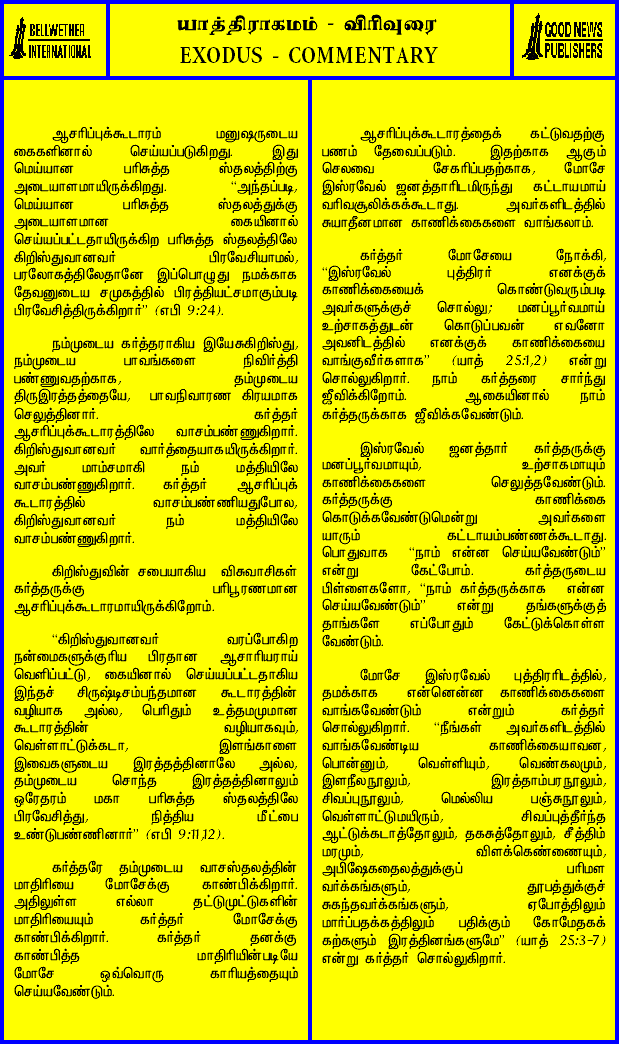 BELLWETHER
INTERNATIONAL
யாத்திராகமம் - விரிவுரை
EXODUS - COMMENTARY
GOOD NEWS
PUBLISHERS
ஆசரிப்புக்கூடாரம் மனுஷருடைய
கைகளினால் செய்யப்படுகிறது. இது
மெய்யான பரிசுத்த ஸ்தலத்திற்கு
அடையாளமாயிருக்கிறது. “அந்தப்படி,
மெய்யான பரிசுத்த ஸ்தலத்துக்கு
அடையாளமான கையினால்
செய்யப்பட்டதாயிருக்கிற பரிசுத்த ஸ்தலத்திலே
கிறிஸ்துவானவர் பிரவேசியாமல்,
பரலோகத்திலேதானே இப்பொழுது நமக்காக
தேவனுடைய சமுகத்தில் பிரத்தியட்சமாகும்படி
பிரவேசித்திருக்கிறார்” (எபி 9:24).
நம்முடைய கர்த்தராகிய இயேசுகிறிஸ்து,
நம்முடைய பாவங்களை நிவிர்த்தி
பண்ணுவதற்காக, தம்முடைய
திருஇரத்தத்தையே, பாவநிவாரண கிரயமாக
செலுத்தினார். கர்த்தர்
ஆசரிப்புக்கூடாரத்திலே வாசம்பண்ணுகிறார்.
கிறிஸ்துவானவர் வார்த்தையாகயிருக்கிறார்.
அவர் மாம்சமாகி நம் மத்தியிலே
வாசம்பண்ணுகிறார். கர்த்தர் ஆசரிப்புக்
கூடாரத்தில் வாசம்பண்ணியதுபோல,
கிறிஸ்துவானவர் நம் மத்தியிலே
வாசம்பண்ணுகிறார்.
கிறிஸ்துவின் சபையாகிய விசுவாசிகள்
கர்த்தருக்கு பரிபூரணமான
ஆசரிப்புக்கூடாரமாயிருக்கிறோம்.
“கிறிஸ்துவானவர் வரப்போகிற
நன்மைகளுக்குரிய பிரதான ஆசாரியராய்
வெளிப்பட்டு, கையினால் செய்யப்பட்டதாகிய
இந்தச் சிருஷ்டிசம்பந்தமான கூடாரத்தின்
வழியாக அல்ல, பெரிதும் உத்தமமுமான
கூடாரத்தின் வழியாகவும்,
வெள்ளாட்டுக்கடா, இளங்காளை
இவைகளுடைய இரத்தத்தினாலே அல்ல,
தம்முடைய சொந்த இரத்தத்தினாலும்
ஒரேதரம் மகா பரிசுத்த ஸ்தலத்திலே
பிரவேசித்து, நித்திய மீட்பை
உண்டுபண்ணினார்” (எபி 9:11,12).
கர்த்தரே தம்முடைய வாசஸ்தலத்தின்
மாதிரியை மோசேக்கு காண்பிக்கிறார்.
அதிலுள்ள எல்லா தட்டுமுட்டுகளின்
மாதிரியையும் கர்த்தர் மோசேக்கு
காண்பிக்கிறார். கர்த்தர் தனக்கு
காண்பித்த மாதிரியின்படியே
மோசே ஒவ்வொரு காரியத்தையும்
செய்யவேண்டும்.
ஆசரிப்புக்கூடாரத்தைக் கட்டுவதற்கு
பணம் தேவைப்படும். இதற்காக ஆகும்
செலவை சேகரிப்பதற்காக, மோசே
இஸ்ரவேல் ஜனத்தாரிடமிருந்து கட்டாயமாய்
வரிவசூலிக்கக்கூடாது. அவர்களிடத்தில்
சுயாதீனமான காணிக்கைகளை வாங்கலாம்.
கர்த்தர் மோசேயை நோக்கி,
“இஸ்ரவேல் புத்திரர் எனக்குக்
காணிக்கையைக் கொண்டுவரும்படி
அவர்களுக்குச் சொல்லு; மனப்பூர்வமாய்
உற்சாகத்துடன் கொடுப்பவன் எவனோ
அவனிடத்தில் எனக்குக் காணிக்கையை
வாங்குவீர்களாக” (யாத் 25:1,2) என்று
சொல்லுகிறார். நாம் கர்த்தரை சார்ந்து
ஜீவிக்கிறோம். ஆகையினால் நாம்
கர்த்தருக்காக ஜீவிக்கவேண்டும்.
இஸ்ரவேல் ஜனத்தார் கர்த்தருக்கு
மனப்பூர்வமாயும், உற்சாகமாயும்
காணிக்கைகளை செலுத்தவேண்டும்.
கர்த்தருக்கு காணிக்கை
கொடுக்கவேண்டுமென்று அவர்களை
யாரும் கட்டாயம்பண்ணக்கூடாது.
பொதுவாக “நாம் என்ன செய்யவேண்டும்”
என்று கேட்போம். கர்த்தருடைய
பிள்ளைகளோ, “நாம் கர்த்தருக்காக என்ன
செய்யவேண்டும்” என்று தங்களுக்குத்
தாங்களே எப்போதும் கேட்டுக்கொள்ள
வேண்டும்.
மோசே இஸ்ரவேல் புத்திரரிடத்தில்,
தமக்காக என்னென்ன காணிக்கைகளை
வாங்கவேண்டும் என்றும் கர்த்தர்
சொல்லுகிறார். “நீங்கள் அவர்களிடத்தில்
வாங்கவேண்டிய காணிக்கையாவன,
பொன்னும், வெள்ளியும், வெண்கலமும்,
இளநீலநூலும், இரத்தாம்பரநூலும்,
சிவப்புநூலும், மெல்லிய பஞ்சுநூலும்,
வெள்ளாட்டுமயிரும், சிவப்புத்தீர்ந்த
ஆட்டுக்கடாத்தோலும், தகசுத்தோலும், சீத்திம்
மரமும், விளக்கெண்ணையும்,
அபிஷேகதைலத்துக்குப் பரிமள
வர்க்கங்களும், தூபத்துக்குச்
சுகந்தவர்க்கங்களும், ஏபோத்திலும்
மார்ப்பதக்கத்திலும் பதிக்கும் கோமேதகக்
கற்களும் இரத்தினங்களுமே” (யாத் 25:3-7)
என்று கர்த்தர் சொல்லுகிறார்.